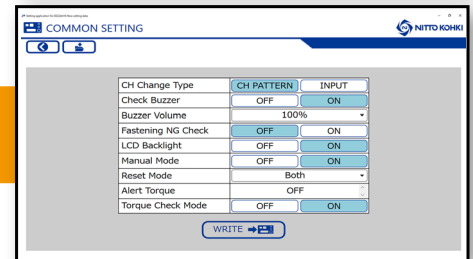 COMMON SETTING
NITTO KOHKI
CH Change Type CH PATTERN INPUT
Check Buzzer OFF ON
Buzzer Volume 100%
Fastening NG Check OFF ON
LCD Backlight OFF ON
Manual Mode OFF ON
Reset Mode Both
Alert Torque OFF
Torque Check Mode OFF ON
WRITE